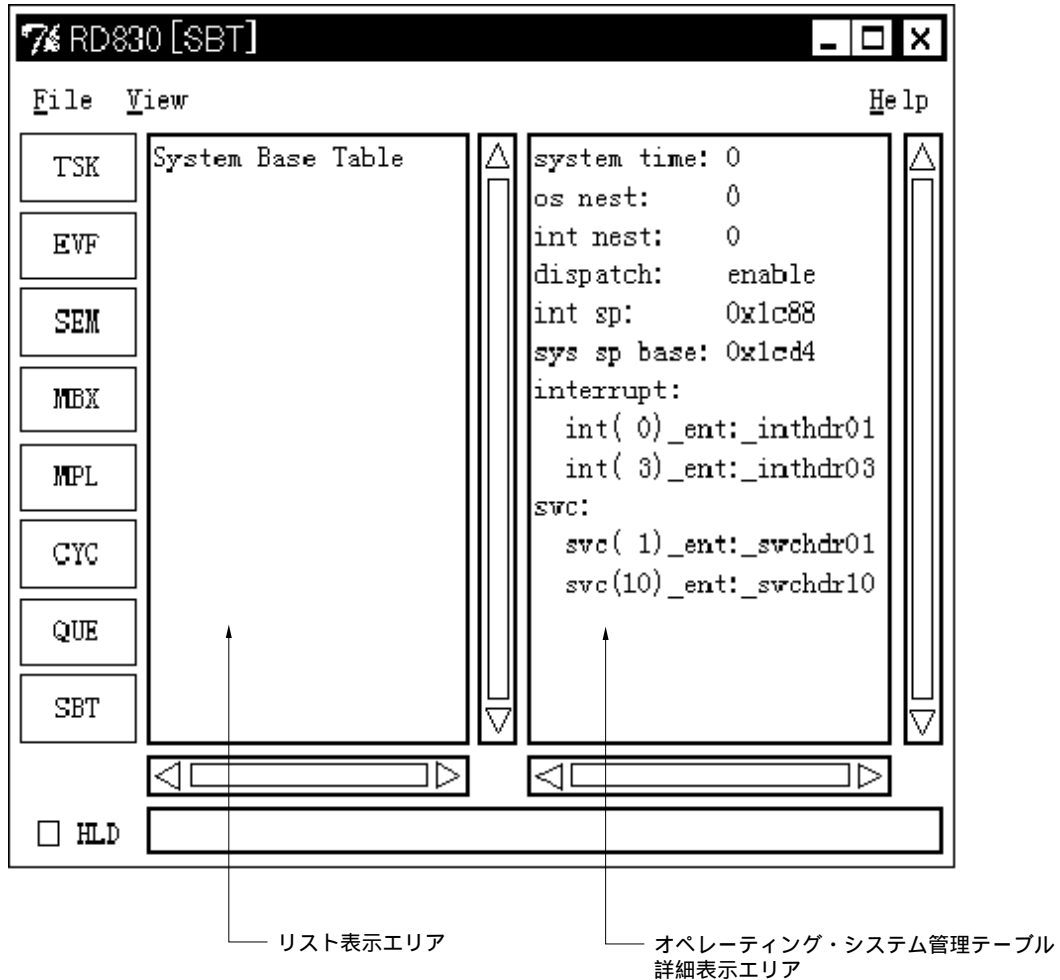 RD830 [SBT]
File View Help
TSK
EVF
SEM
MBX
MPL
CYC
QUE
SBT
System Base Table
system time: 0
os nest: 0
int nest: 0
dispatch: enable
int sp: 0x1c88
sys sp base: 0x1cd4
interrupt:
int( 0)_ent:_inthdr01
int( 3)_ent:_inthdr03
svc:
svc( 1)_ent:_svchdr01
svc(10)_ent:_svchdr10
HLD
リスト表示エリア
オペレーティング・システム管理テーブル
詳細表示エリア